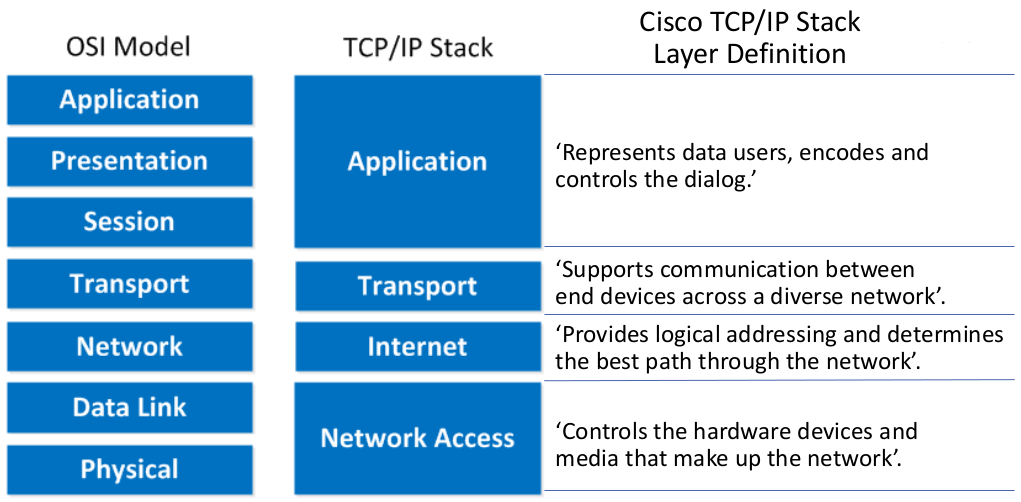 OSI Model
TCP/IP Stack
Cisco TCP/IP Stack
Layer Definition
Application
Presentation
Session
Transport
Network
Data Link
Physical
Application
Transport
Internet
Network Access
‘Represents data users, encodes and
controls the dialog.’
‘Supports communication between
end devices across a diverse network’.
‘Provides logical addressing and determines
the best path through the network’.
‘Controls the hardware devices and
media that make up the network’.